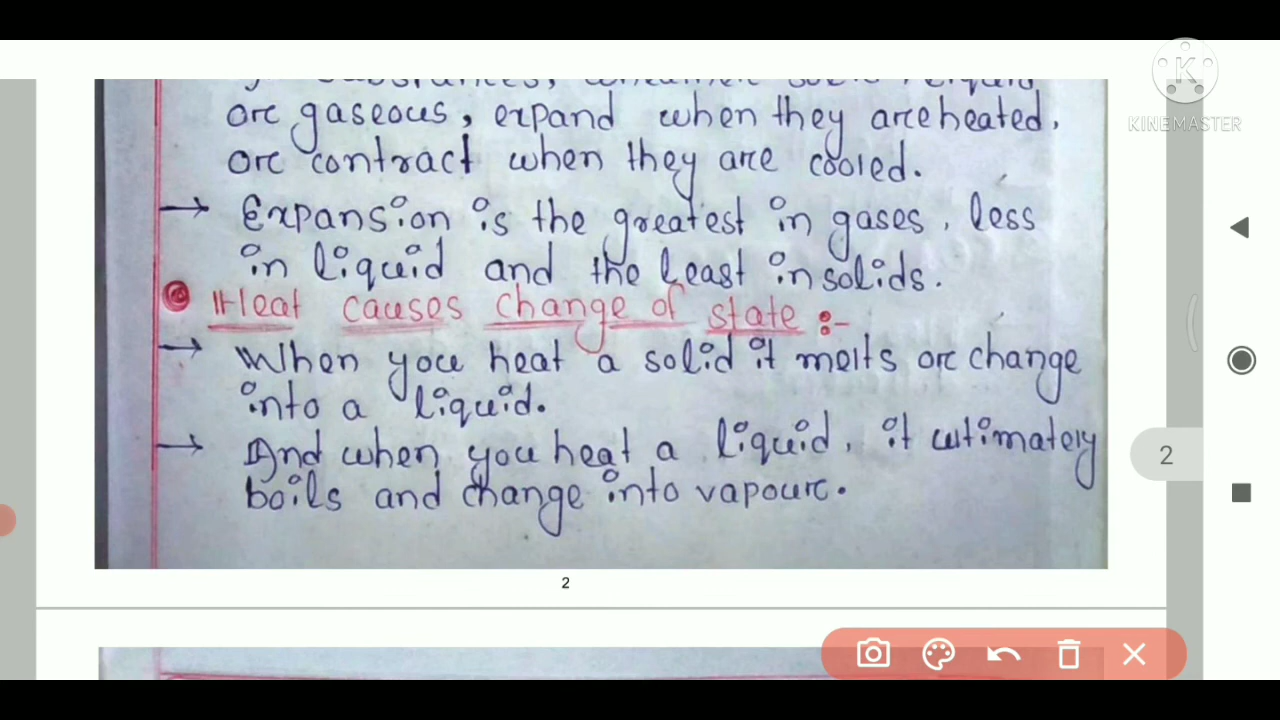 KINEMASTER
or gaseous, expand when they are heated,
or contract when they are cooled.
→ Expansion is the greatest in gases, less
in liquid and the least in solids.
Heat causes change of state :-
→ When you heat a solid it melts or change
into a liquid.
→ And when you heat a liquid, it ultimately
boils and change into vapour.
2
2